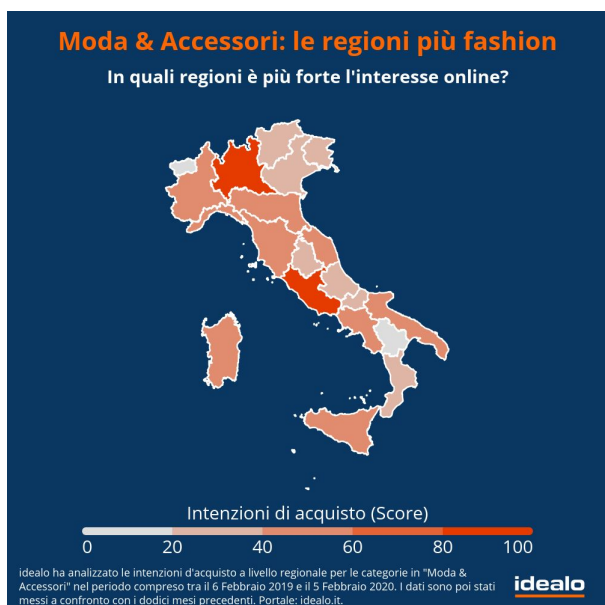 Moda & Accessori: le regioni più fashion
In quali regioni è più forte l'interesse online?
Intenzioni di acquisto (Score)
0 20 40 60 80 100
idealo ha analizzato le intenzioni d'acquisto a livello regionale per le categorie in "Moda &
Accessori" nel periodo compreso tra il 6 Febbraio 2019 e il 5 Febbraio 2020. I dati sono poi stati
messi a confronto con i dodici mesi precedenti. Portale: idealo.it.
idealo